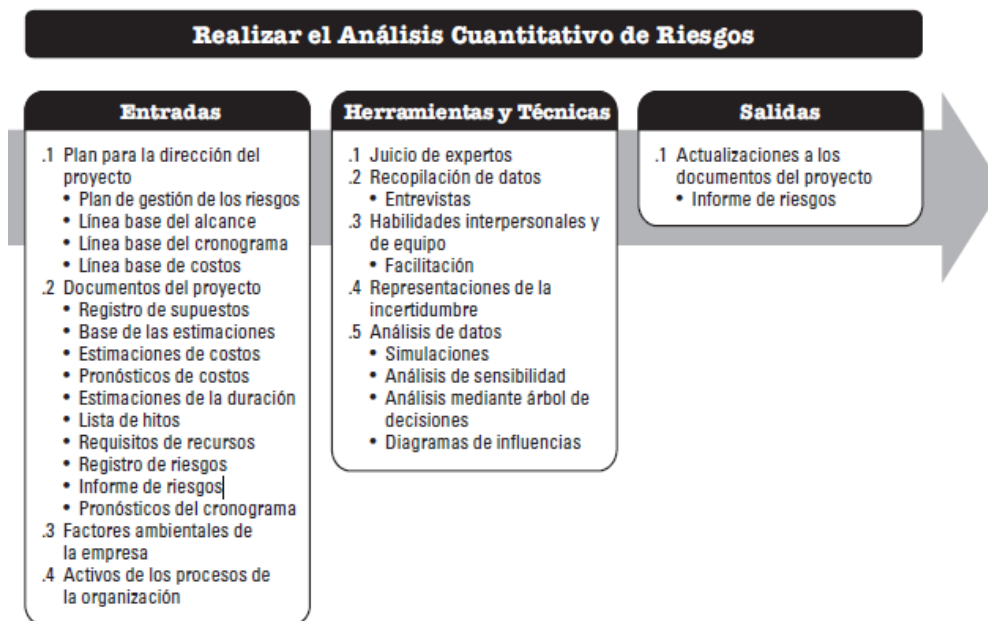 Realizar el Análisis Cuantitativo de Riesgos
Entradas
.1 Plan para la dirección del
proyecto
• Plan de gestión de los riesgos
• Línea base del alcance
• Línea base del cronograma
• Línea base de costos
.2 Documentos del proyecto
• Registro de supuestos
• Base de las estimaciones
• Estimaciones de costos
• Pronósticos de costos
• Estimaciones de la duración
• Lista de hitos
• Requisitos de recursos
• Registro de riesgos
• Informe de riesgos
• Pronósticos del cronograma
.3 Factores ambientales de
la empresa
.4 Activos de los procesos de
la organización
Herramientas y Técnicas
.1 Juicio de expertos
.2 Recopilación de datos
• Entrevistas
.3 Habilidades interpersonales y
de equipo
• Facilitación
.4 Representaciones de la
incertidumbre
.5 Análisis de datos
• Simulaciones
• Análisis de sensibilidad
• Análisis mediante árbol de
decisiones
• Diagramas de influencias
Salidas
.1 Actualizaciones a los
documentos del proyecto
• Informe de riesgos